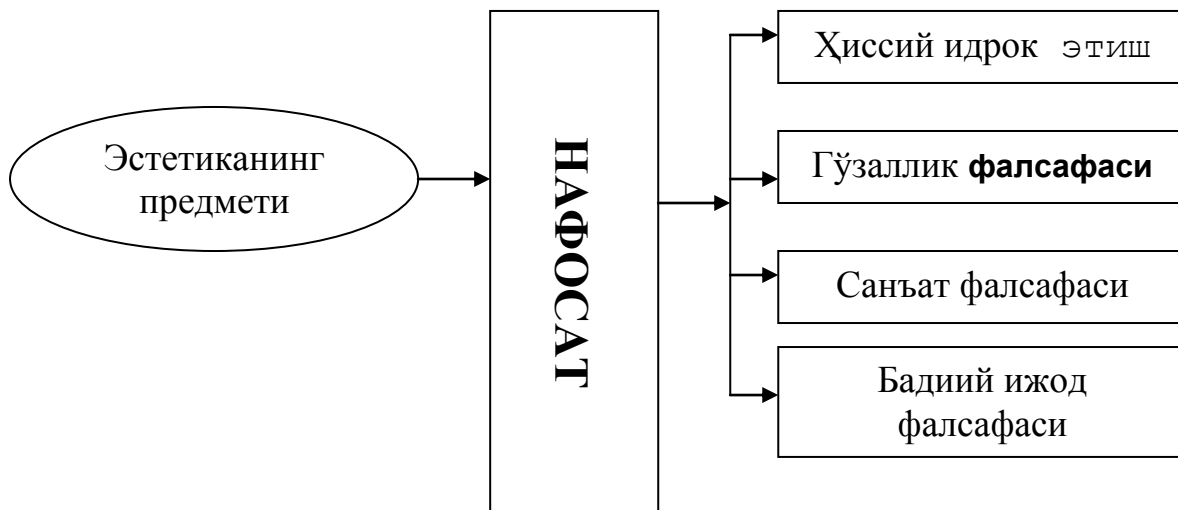 Эстетиканинг
предмети
НАФОСАТ
Ҳиссий идрок этиш
Гўзаллик фалсафаси
Санъат фалсафаси
Бадиий ижод
фалсафаси